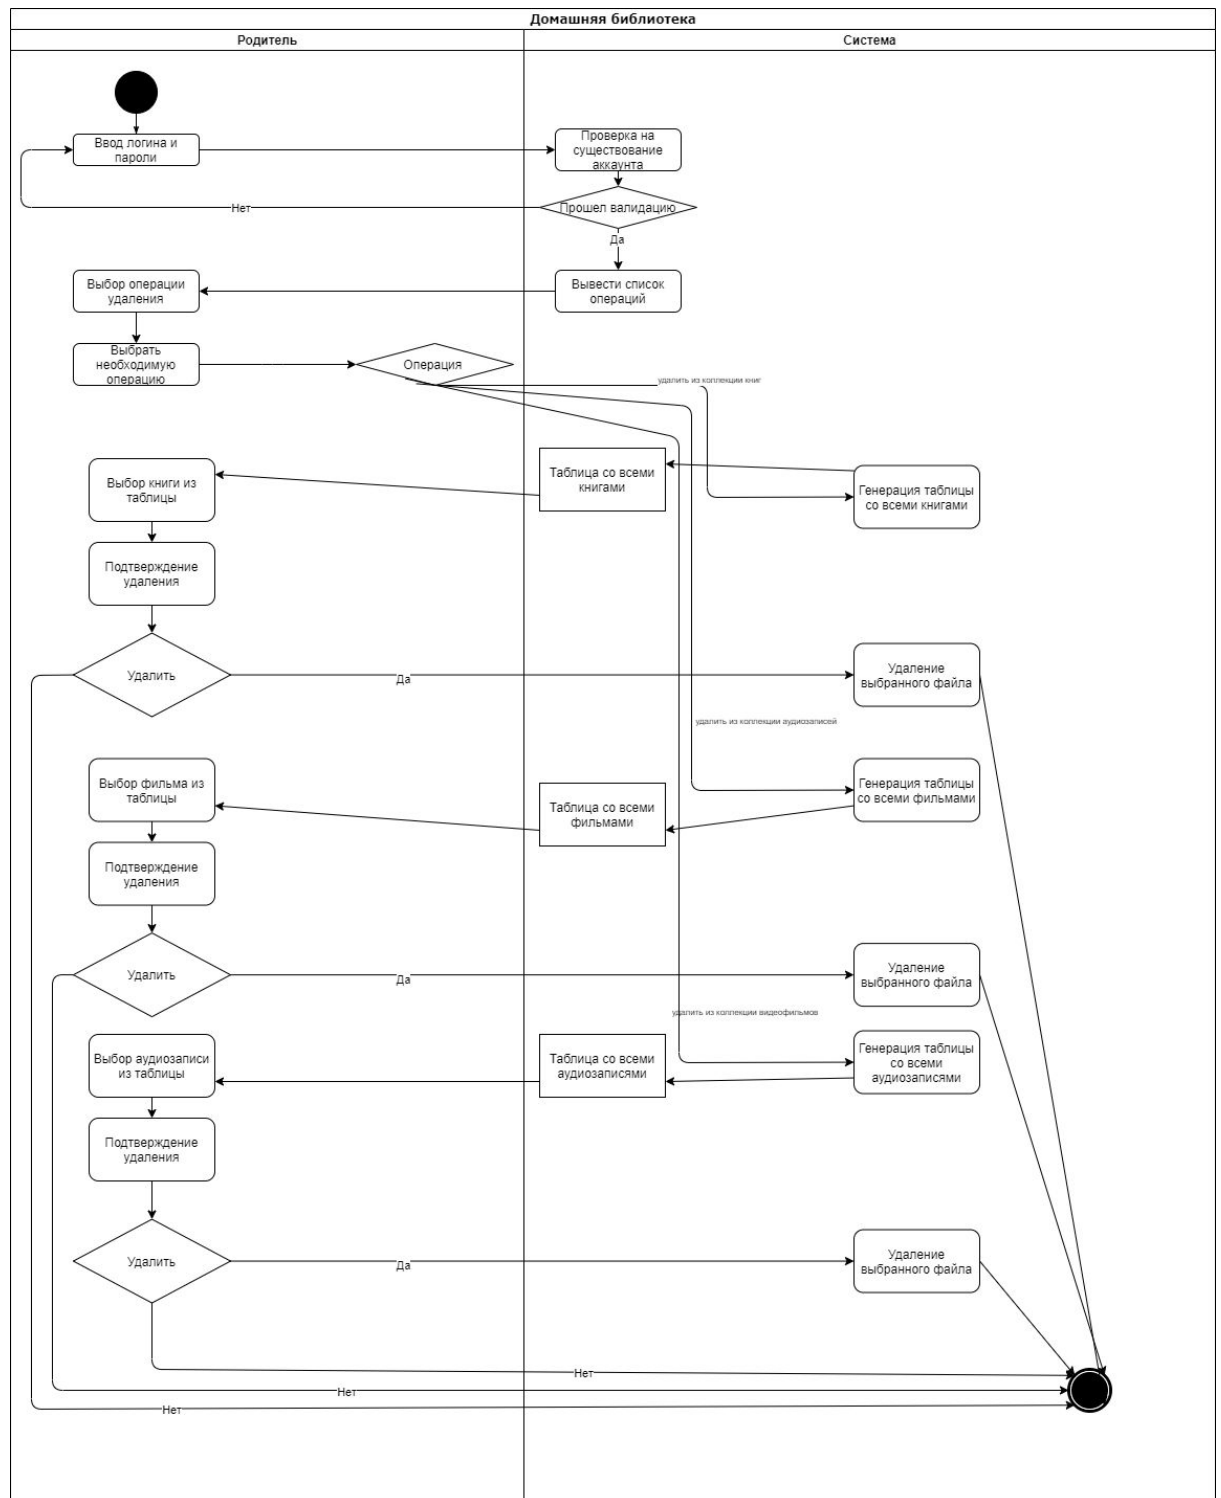 Домашняя библиотека
Родитель
Система
Ввод логина и
пароли
Проверка на
существование
аккаунта
Прошел валидацию
Нет
Да
Выбор операции
удаления
Вывести список
операций
Выбрать
необходимую
операцию
Операция
удалить из коллекции книг
Выбор книги из
таблицы
Таблица со всеми
книгами
Генерация таблицы
со всеми книгами
Подтверждение
удаления
Удалить
Да
Удаление
выбранного файла
удалить из коллекции аудиозаписей
Выбор фильма из
таблицы
Таблица со всеми
фильмами
Генерация таблицы
со всеми фильмами
Подтверждение
удаления
Удалить
Да
Удаление
выбранного файла
удалить из коллекции видеофильмов
Выбор аудиозаписи
из таблицы
Таблица со всеми
аудиозаписями
Генерация таблицы
со всеми
аудиозаписями
Подтверждение
удаления
Удалить
Да
Удаление
выбранного файла
Нет
Нет
Нет